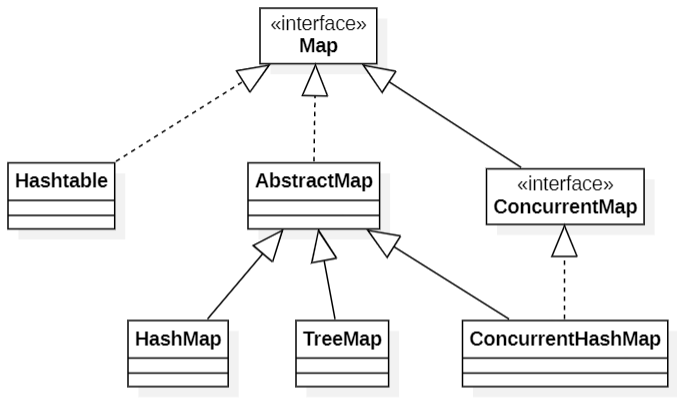 «interface»
Map
Hashtable
AbstractMap
«interface»
ConcurrentMap
HashMap
TreeMap
ConcurrentHashMap